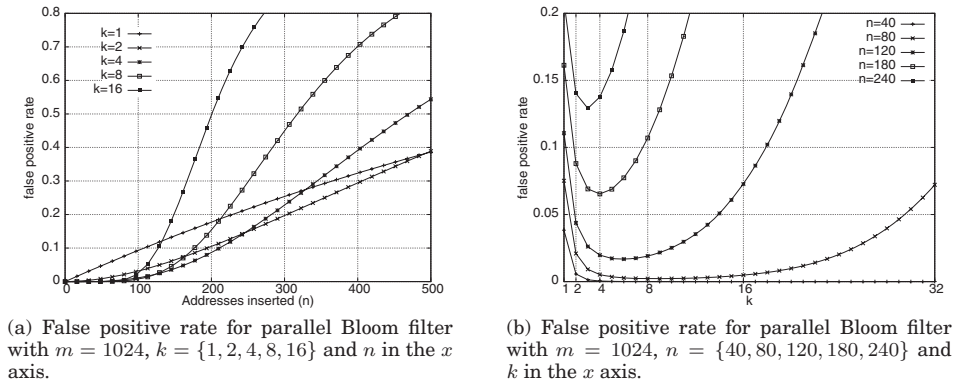 0.8
0.7
0.6
0.5
0.4
0.3
0.2
0.1
0
false positive rate
k=1
k=2
k=4
k=8
k=16
0 100 200 300 400 500
Addresses inserted (n)
(a) False positive rate for parallel Bloom filter
with m = 1024, k = {1, 2, 4, 8, 16} and n in the x
axis.
0.2
0.15
0.1
0.05
0
false positive rate
n=40
n=80
n=120
n=180
n=240
1 2 4 8 16 32
k
(b) False positive rate for parallel Bloom filter
with m = 1024, n = {40, 80, 120, 180, 240} and
k in the x axis.